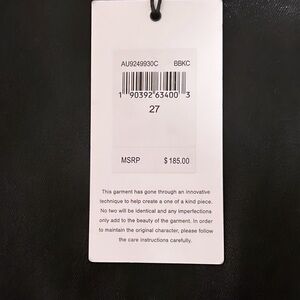 AU9249930C BBKC
1 90392 63400 3
27
MSRP $185.00
This garment has gone through an innovative
technique to help create a one of a kind piece.
No two will be identical and any imperfections
only add to the beauty of the garment. In order
to maintain the original character, please follow
the care instructions carefully.